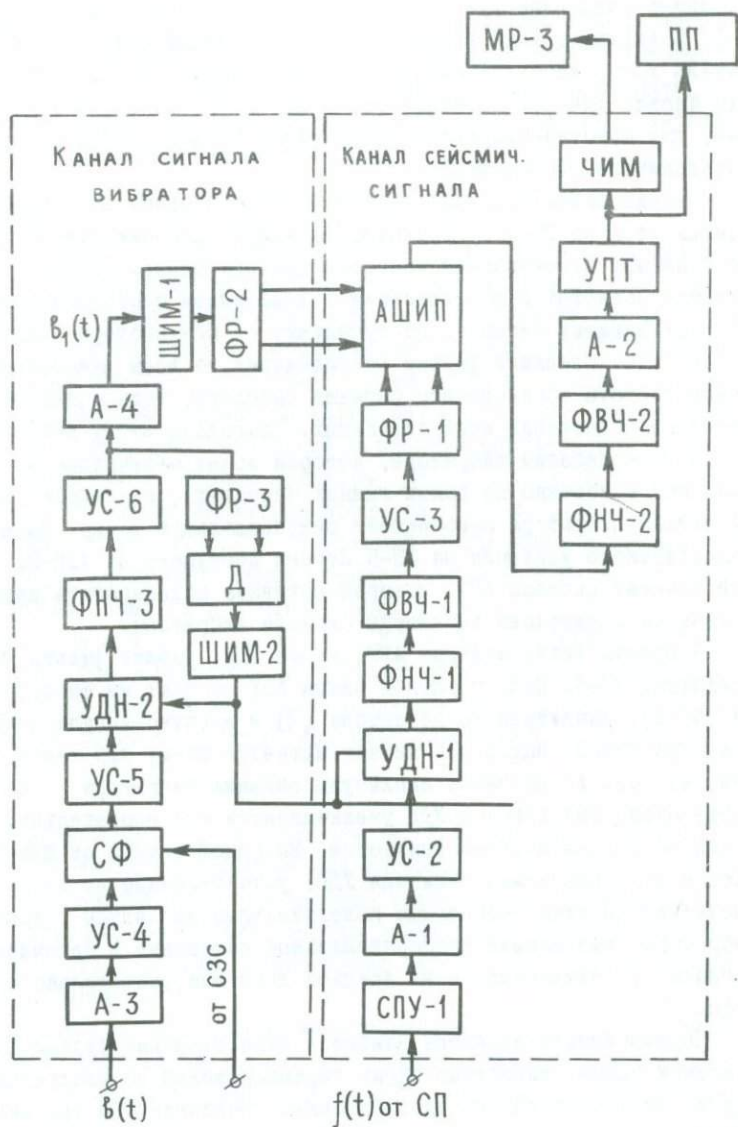 МР-3
ПП
Канал сигнала
вибратора
Канал сейсмич.
сигнала
ЧИМ
УПТ
А-2
ФВЧ-2
ФНЧ-2
в₁(t)
ШИМ-1
ФР-2
АШИП
А-4
ФР-1
УС-6
ФР-3
УС-3
Д
ФНЧ-3
ШИМ-2
ФВЧ-1
УДН-2
ФНЧ-1
УС-5
УДН-1
СФ
УС-2
УС-4
А-1
А-3
от СЗС
СПУ-1
в(t)
f(t) от СП